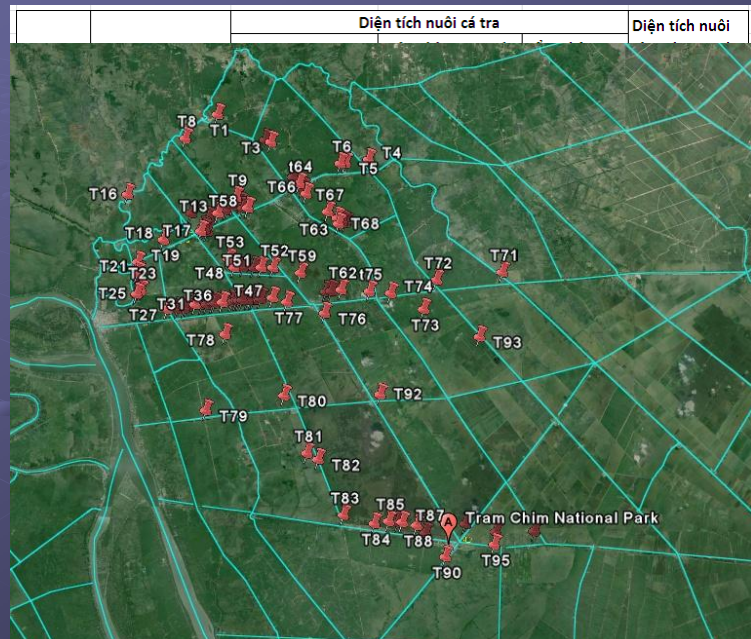 Diện tích nuôi cá tra
Diện tích nuôi
T8
T1
T3
T6
T4
T5
t64
T16
T9
T66
T67
T13
T58
T63
T68
T18
T17
T53
T19
T52
T59
T51
T21
T23
T48
T71
T72
T25
T36
T47
T62
t75
T74
T31
T27
T77
T76
T73
T78
T93
T80
T92
T79
T81
T82
T83
T85
T87
A
Tram Chim National Park
T84
T88
T95
T90